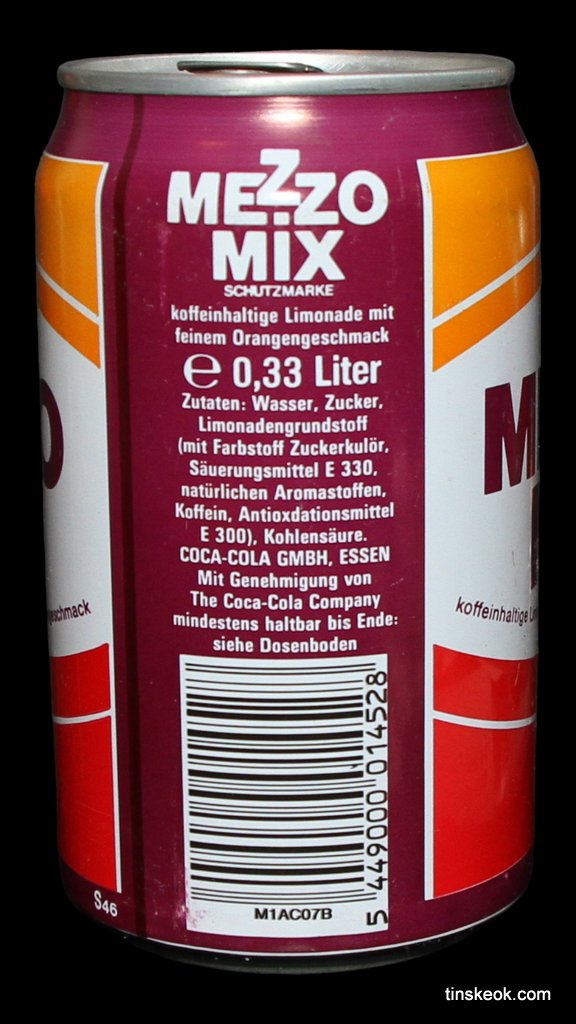 MEZZO
MIX
SCHUTZMARKE
koffeinhaltige Limonade mit
feinem Orangengeschmack
℮ 0,33 Liter
Zutaten: Wasser, Zucker,
Limonadengrundstoff
(mit Farbstoff Zuckerkulör,
Säuerungsmittel E 330,
natürlichen Aromastoffen,
Koffein, Antioxdationsmittel
E 300), Kohlensäure.
COCA-COLA GMBH, ESSEN
Mit Genehmigung von
The Coca-Cola Company
mindestens haltbar bis Ende:
siehe Dosenboden
5 449000 014528
M1AC07B
S46
koffeinhaltige
tinskeok.com